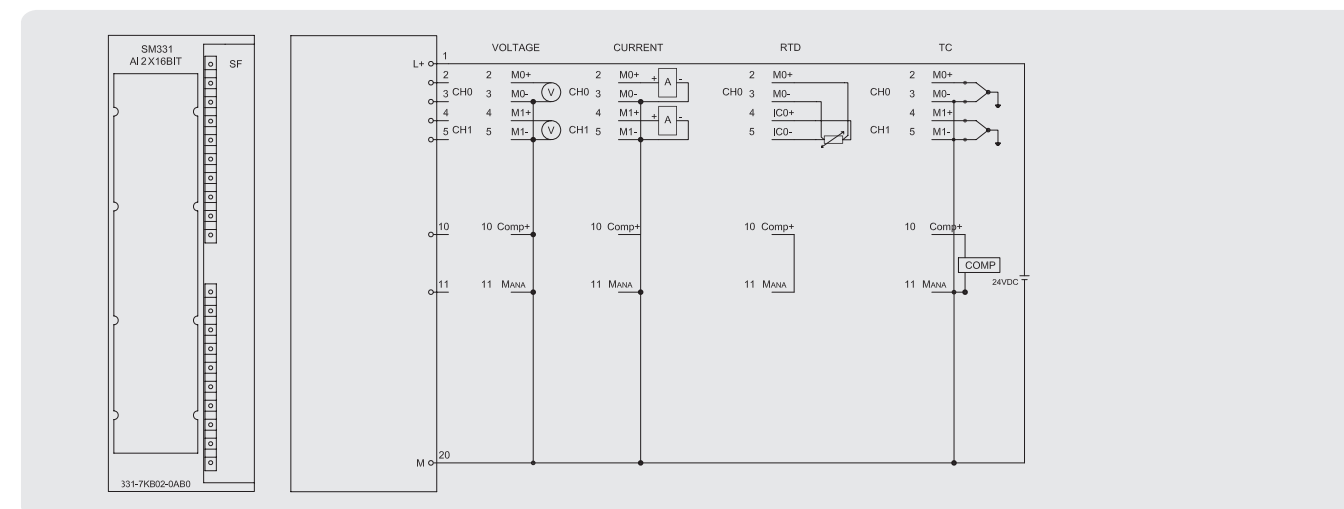 SM331
AI 2 X16BIT
SF
331-7KB02-0AB0
L+ 1
2
3 CH0
4
5 CH1
10
11
M 20
VOLTAGE
2 M0+
3 M0- V
4 M1+
5 M1- V
10 Comp+
11 MANA
CURRENT
2 M0+ + A -
CH0 3 M0-
4 M1+ + A -
CH1 5 M1-
10 Comp+
11 MANA
RTD
2 M0+
CH0 3 M0-
4 IC0+
5 IC0-
10 Comp+
11 MANA
TC
2 M0+
CH0 3 M0-
4 M1+
CH1 5 M1-
10 Comp+
COMP
11 MANA
24VDC